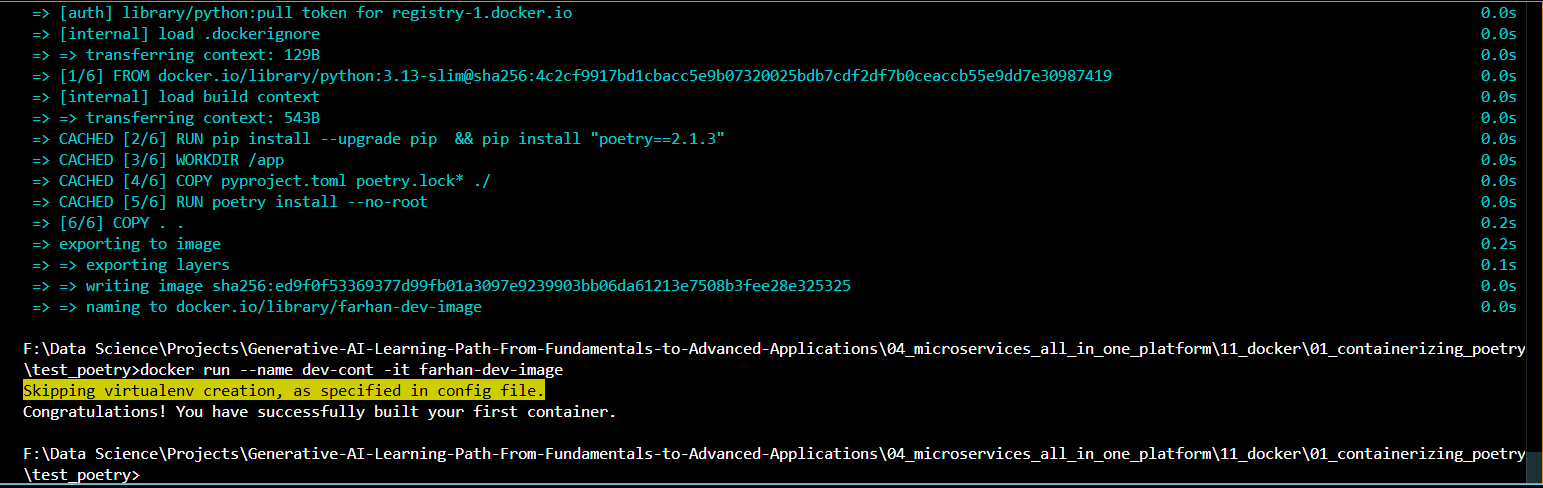 => [auth] library/python:pull token for registry-1.docker.io 0.0s
=> [internal] load .dockerignore 0.0s
=> => transferring context: 129B 0.0s
=> [1/6] FROM docker.io/library/python:3.13-slim@sha256:4c2cf9917bd1cbacc5e9b07320025bdb7cdf2df7b0ceaccb55e9dd7e30987419 0.0s
=> [internal] load build context 0.0s
=> => transferring context: 543B 0.0s
=> CACHED [2/6] RUN pip install --upgrade pip  && pip install "poetry==2.1.3" 0.0s
=> CACHED [3/6] WORKDIR /app 0.0s
=> CACHED [4/6] COPY pyproject.toml poetry.lock* ./ 0.0s
=> CACHED [5/6] RUN poetry install --no-root 0.0s
=> [6/6] COPY . . 0.2s
=> exporting to image 0.2s
=> => exporting layers 0.1s
=> => writing image sha256:ed9f0f53369377d99fb01a3097e9239903bb06da61213e7508b3fee28e325325 0.0s
=> => naming to docker.io/library/farhan-dev-image 0.0s
F:\Data Science\Projects\Generative-AI-Learning-Path-From-Fundamentals-to-Advanced-Applications\04_microservices_all_in_one_platform\11_docker\01_containerizing_poetry
\test_poetry>docker run --name dev-cont -it farhan-dev-image
Skipping virtualenv creation, as specified in config file.
Congratulations! You have successfully built your first container.
F:\Data Science\Projects\Generative-AI-Learning-Path-From-Fundamentals-to-Advanced-Applications\04_microservices_all_in_one_platform\11_docker\01_containerizing_poetry
\test_poetry>